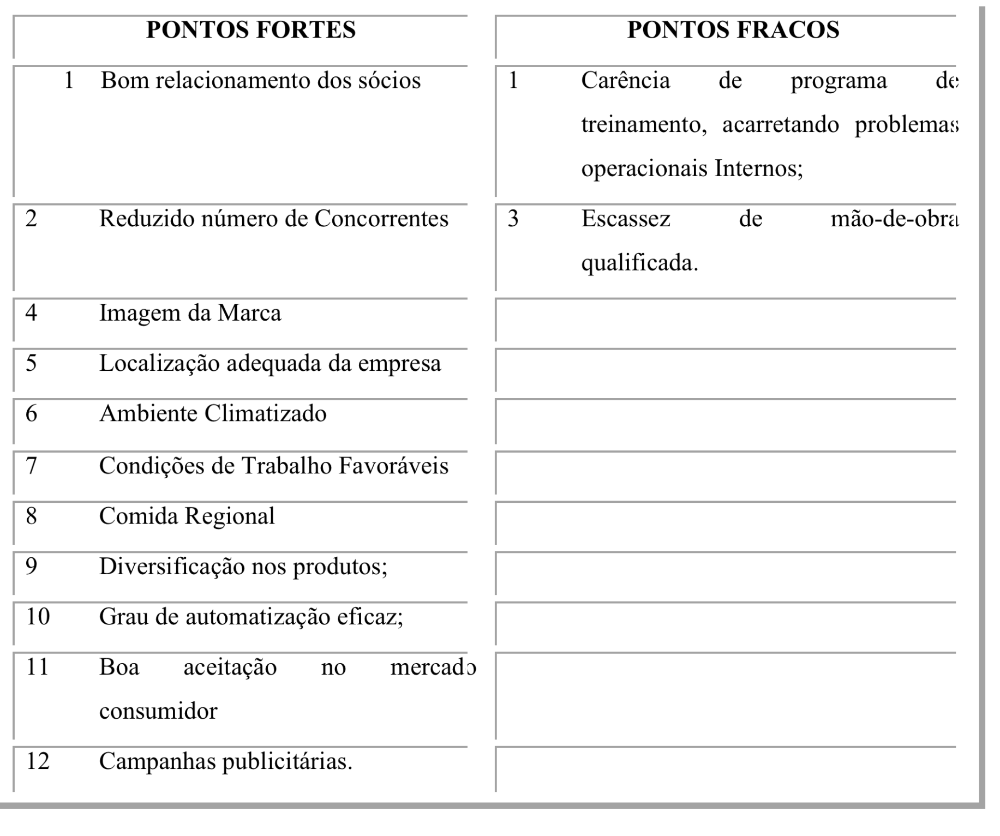 PONTOS FORTES
PONTOS FRACOS
1 Bom relacionamento dos sócios
1 Carência de programa de
treinamento, acarretando problemas
operacionais Internos;
2 Reduzido número de Concorrentes
3 Escassez de mão-de-obra
qualificada.
4 Imagem da Marca
5 Localização adequada da empresa
6 Ambiente Climatizado
7 Condições de Trabalho Favoráveis
8 Comida Regional
9 Diversificação nos produtos;
10 Grau de automatização eficaz;
11 Boa aceitação no mercado
consumidor
12 Campanhas publicitárias.